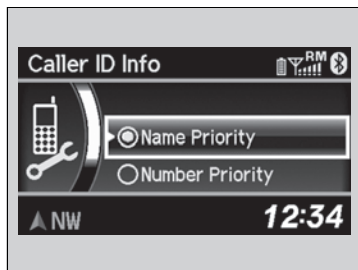 Caller ID Info
RM
Name Priority
Number Priority
NW
12:34